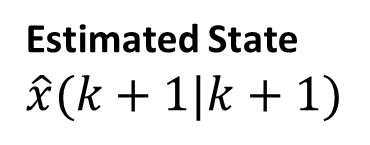 Estimated State
x̂(k + 1|k + 1)